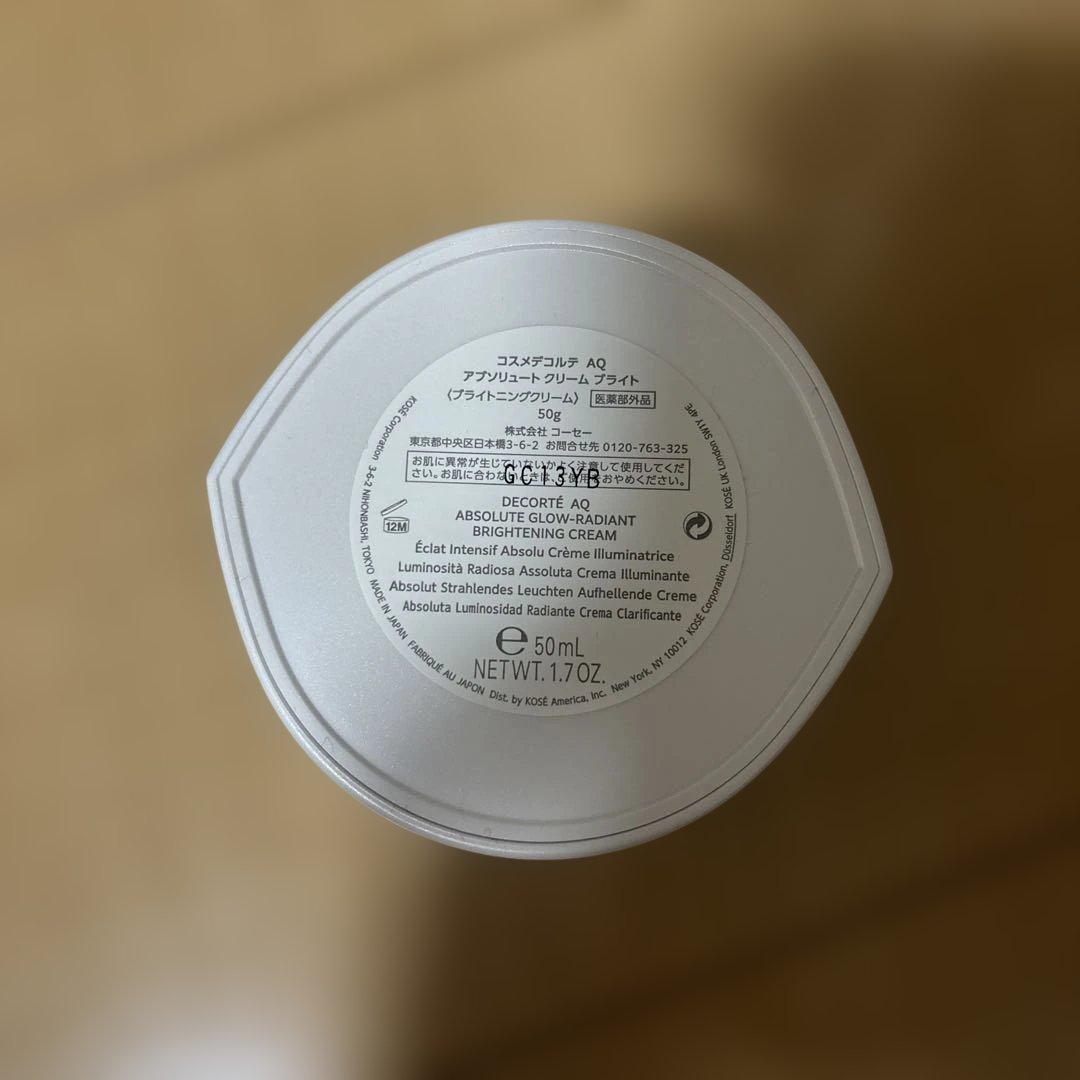 コスメデコルテ AQ
アブソリュート クリーム ブライト
〈ブライトニングクリーム〉 医薬部外品
50g
株式会社 コーセー
東京都中央区日本橋3-6-2 お問合せ先 0120-763-325
お肌に異常が生じていないかよく注意して使用してくだ
さい。お肌に合わないときは、ご使用をおやめください。
GC13YB
DECORTÉ AQ
ABSOLUTE GLOW-RADIANT
BRIGHTENING CREAM
12M
Éclat Intensif Absolu Crème Illuminatrice
Luminosità Radiosa Assoluta Crema Illuminante
Absolut Strahlendes Leuchten Aufhellende Creme
Absoluta Luminosidad Radiante Crema Clarificante
e 50 mL
NET WT. 1.7 OZ.
KOSÉ Corporation 3-6-2 NIHONBASHI, TOKYO MADE IN JAPAN FABRIQUÉ AU JAPON Dist. by KOSÉ America, Inc. New York, NY 10012 KOSÉ Corporation, Düsseldorf KOSÉ UK, London SW1Y 4PE